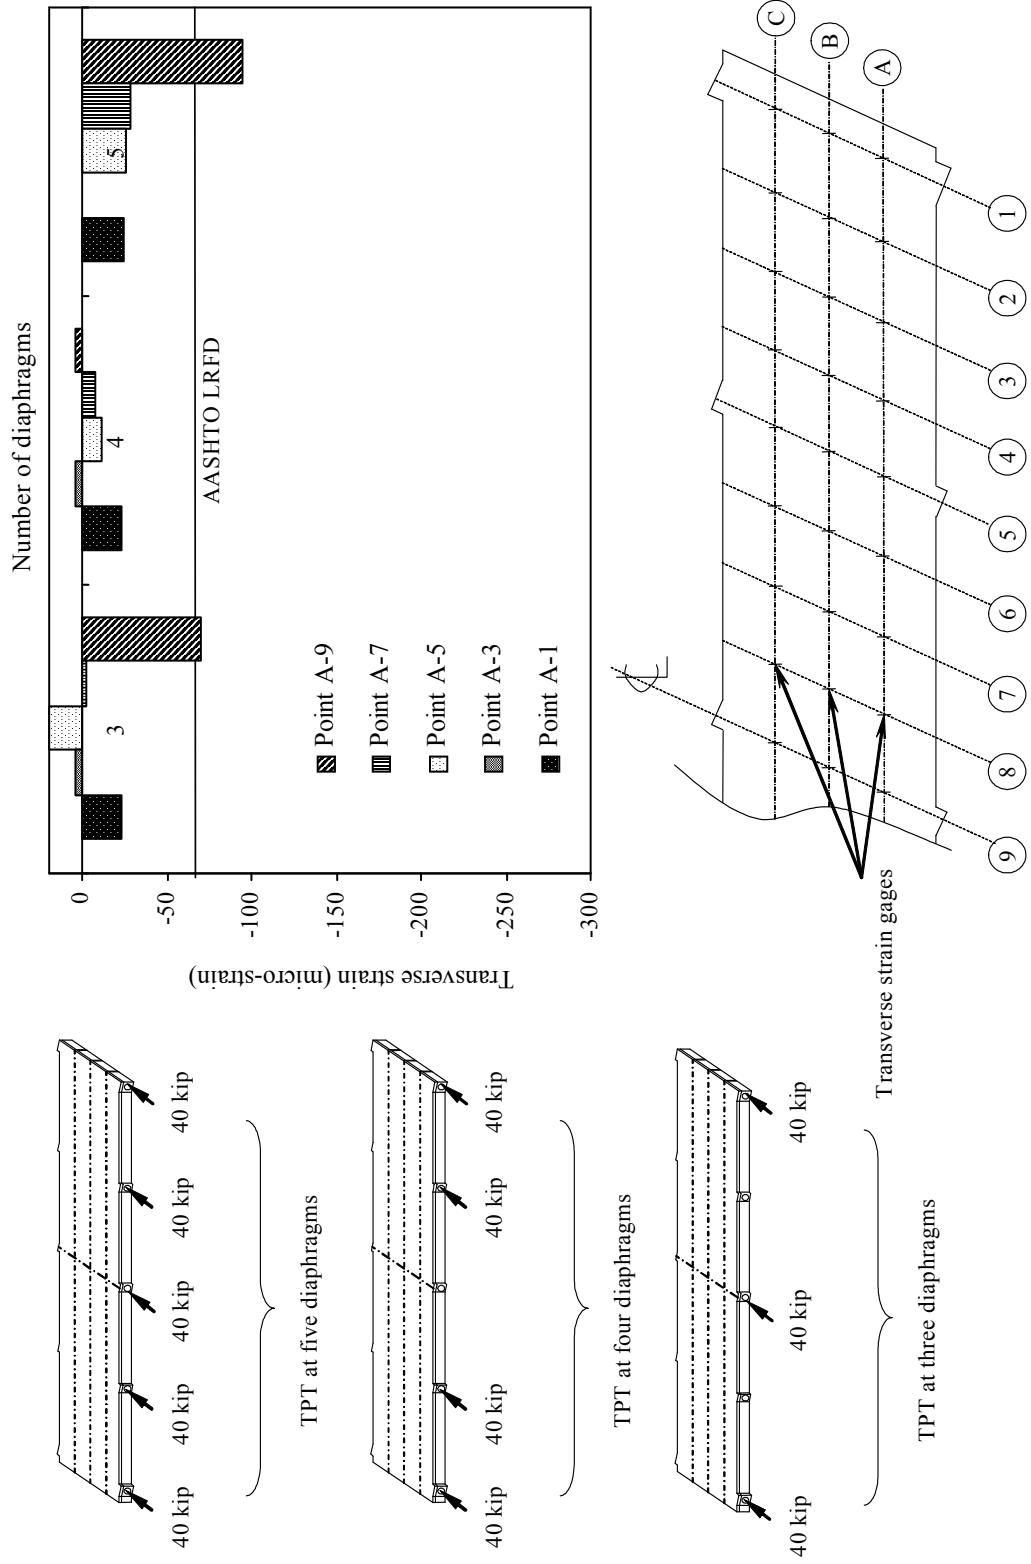 40 kip
40 kip
40 kip
40 kip
40 kip
TPT at five diaphragms
40 kip
40 kip
40 kip
40 kip
TPT at four diaphragms
40 kip
40 kip
40 kip
TPT at three diaphragms
Number of diaphragms
3
4
5
AASHTO LRFD
0
-50
-100
-150
-200
-250
-300
Transverse strain (micro-strain)
Point A-9
Point A-7
Point A-5
Point A-3
Point A-1
C
B
A
Transverse strain gages
9
8
7
6
5
4
3
2
1